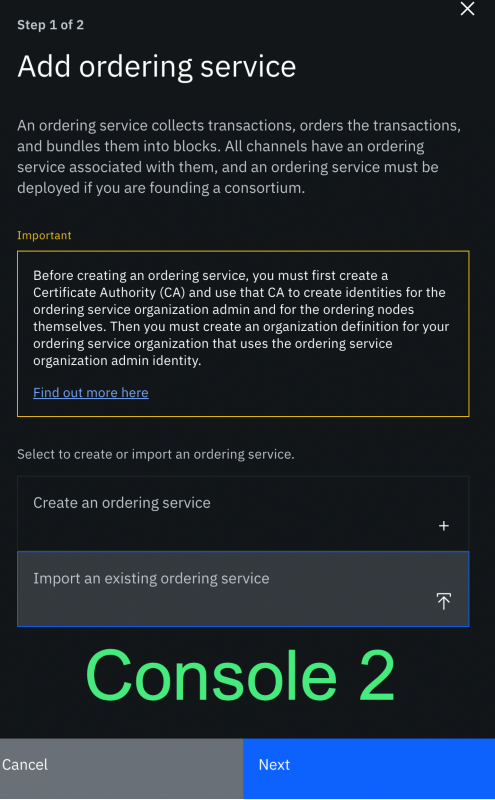 Step 1 of 2
Add ordering service
An ordering service collects transactions, orders the transactions,
and bundles them into blocks. All channels have an ordering
service associated with them, and an ordering service must be
deployed if you are founding a consortium.
Important
Before creating an ordering service, you must first create a
Certificate Authority (CA) and use that CA to create identities for the
ordering service organization admin and for the ordering nodes
themselves. Then you must create an organization definition for your
ordering service organization that uses the ordering service
organization admin identity.
Find out more here
Select to create or import an ordering service.
Create an ordering service
Import an existing ordering service
Console 2
Cancel
Next